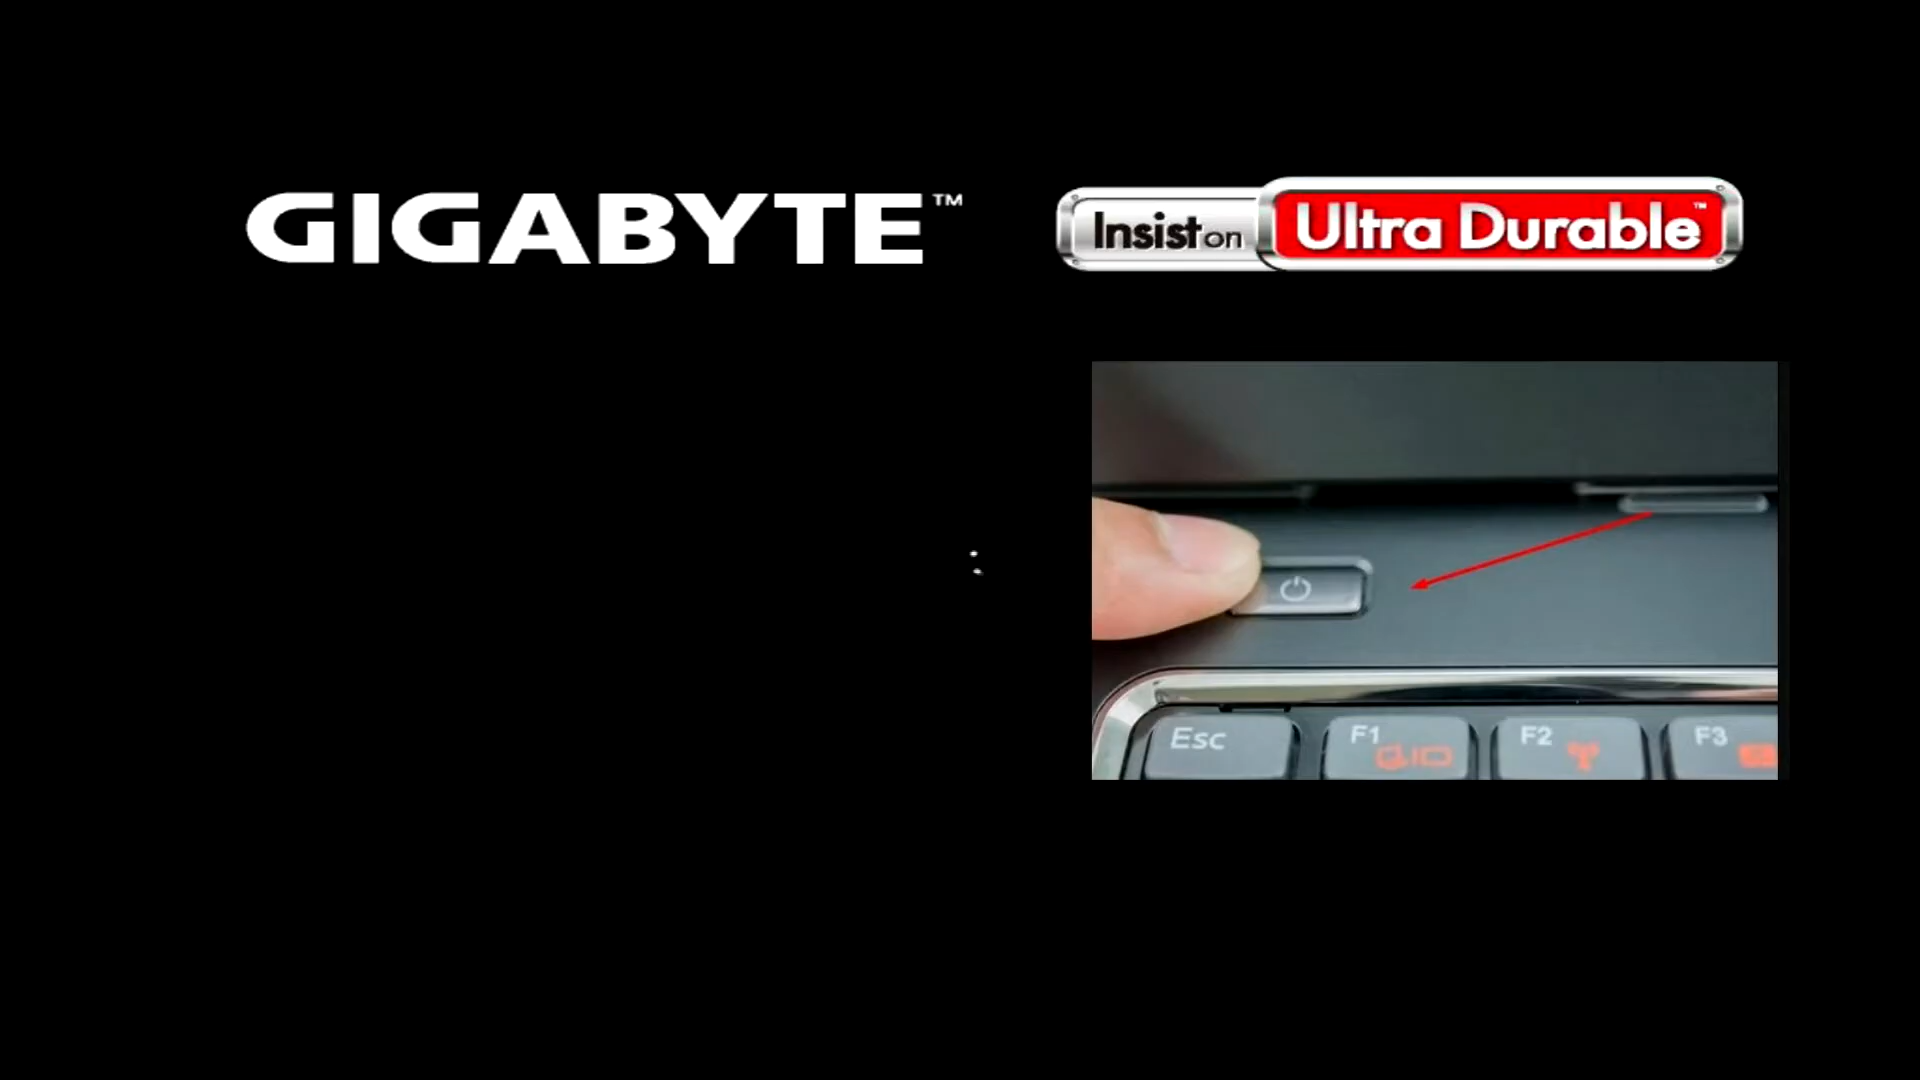 GIGABYTE™
Insist on Ultra Durable™
Esc F1 F2 F3